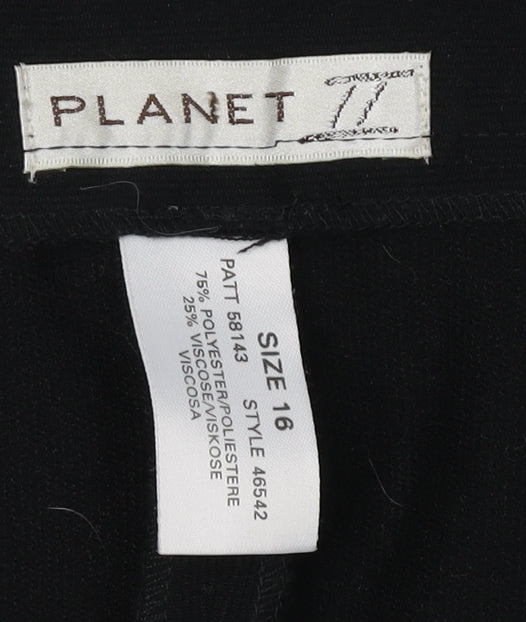 PLANET
SIZE 16
PATT 58143 STYLE 46542
75% POLYESTER/POLIESTERE
25% VISCOSE/VISKOSE
VISCOSA